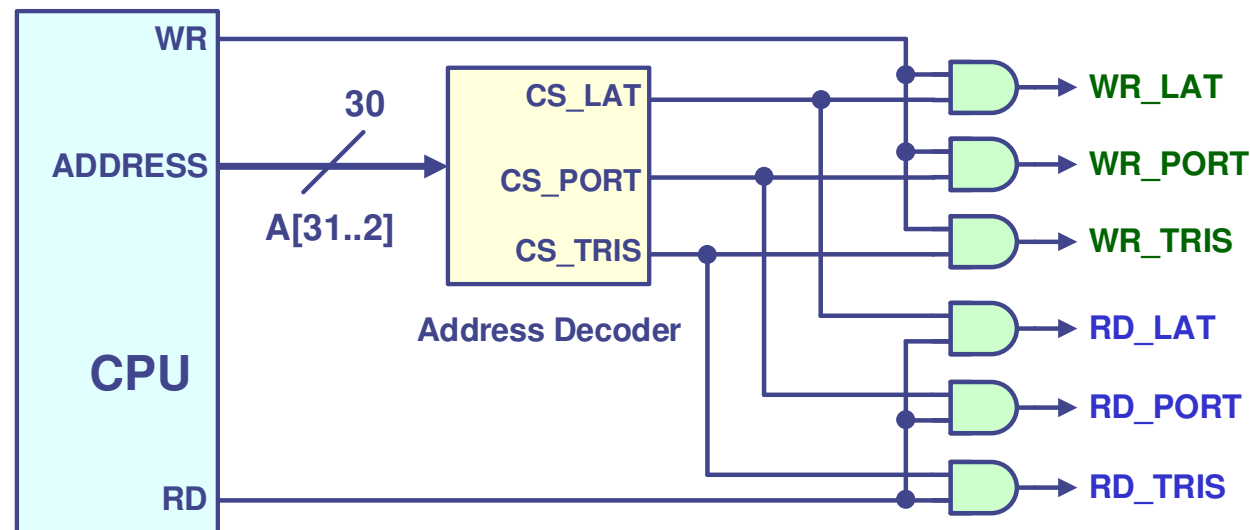 WR
ADDRESS
CPU
RD
30
A[31..2]
CS_LAT
CS_PORT
CS_TRIS
Address Decoder
WR_LAT
WR_PORT
WR_TRIS
RD_LAT
RD_PORT
RD_TRIS